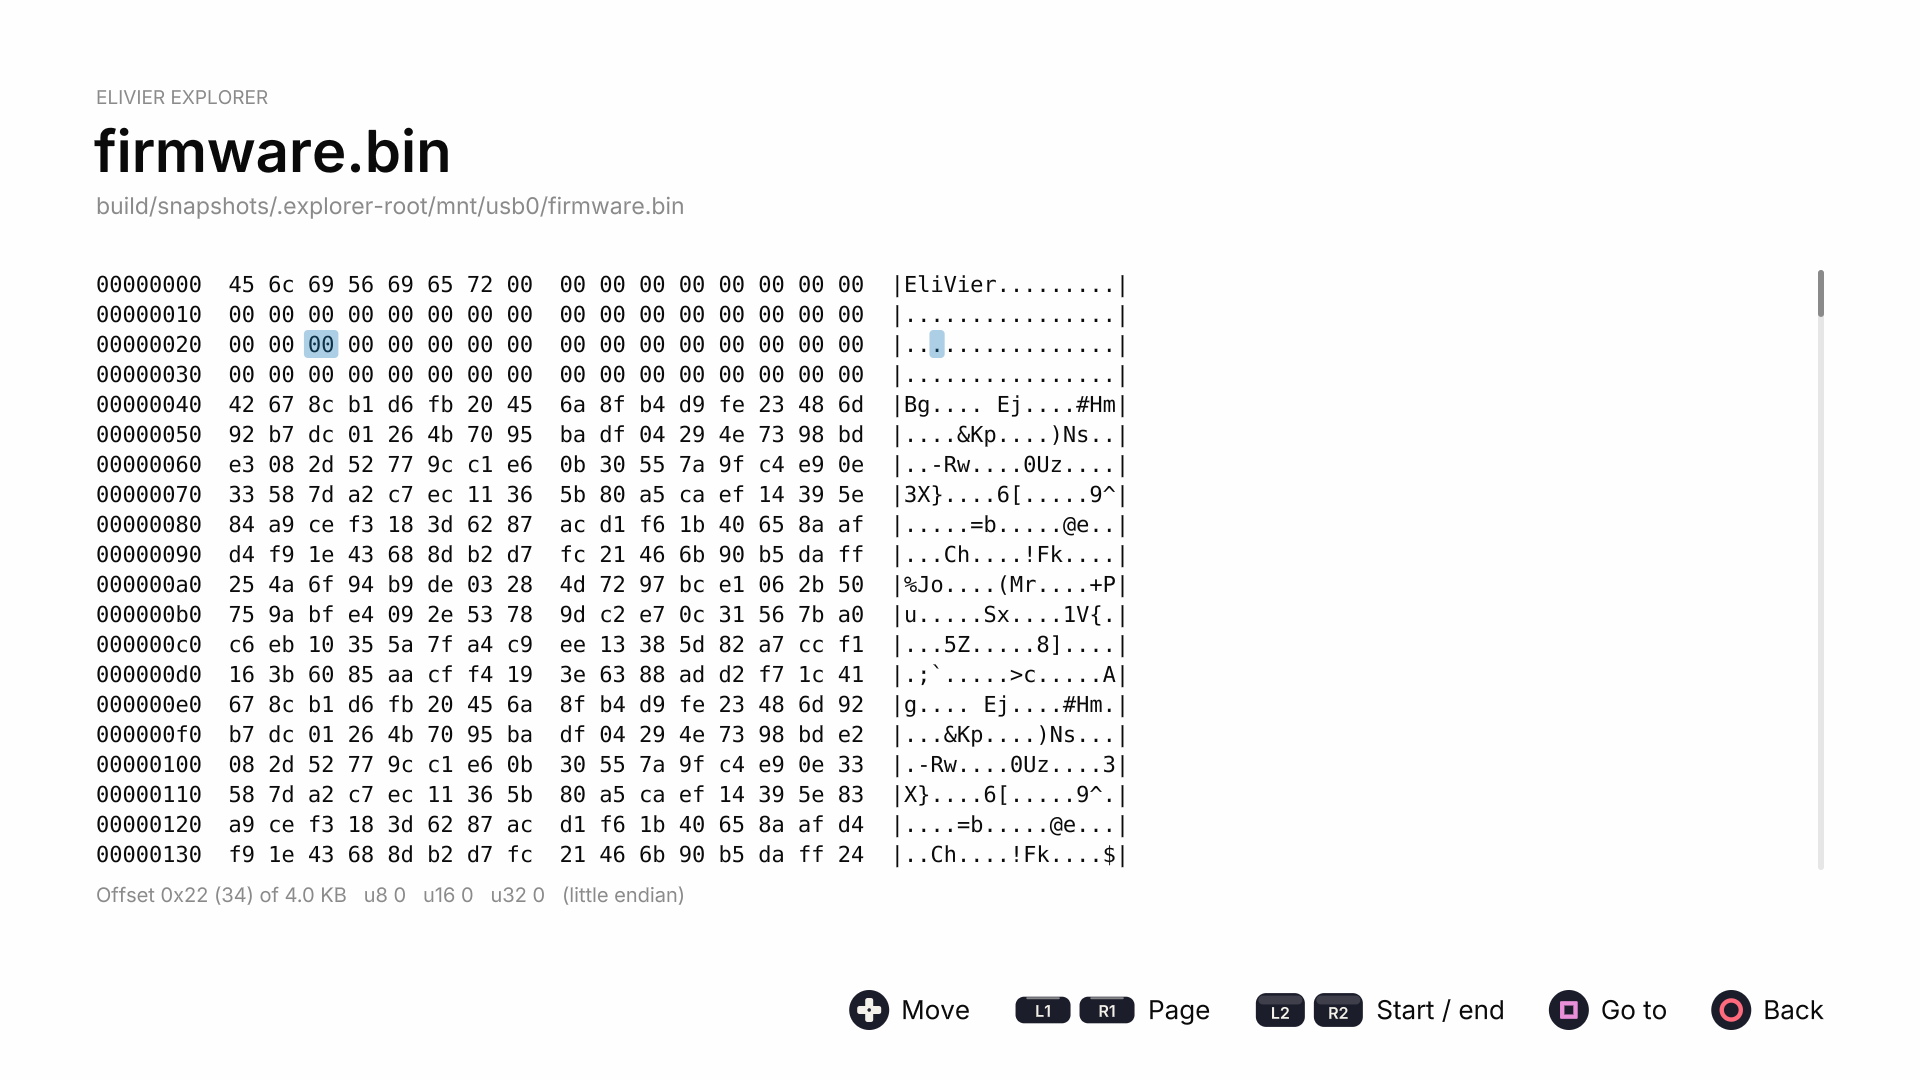 ELIVIER EXPLORER
firmware.bin
build/snapshots/.explorer-root/mnt/usb0/firmware.bin
00000000  45 6c 69 56 69 65 72 00  00 00 00 00 00 00 00 00  |EliVier.........|
00000010  00 00 00 00 00 00 00 00  00 00 00 00 00 00 00 00  |................|
00000020  00 00 00 00 00 00 00 00  00 00 00 00 00 00 00 00  |................|
00000030  00 00 00 00 00 00 00 00  00 00 00 00 00 00 00 00  |................|
00000040  42 67 8c b1 d6 fb 20 45  6a 8f b4 d9 fe 23 48 6d  |Bg.... Ej....#Hm|
00000050  92 b7 dc 01 26 4b 70 95  ba df 04 29 4e 73 98 bd  |....&Kp....)Ns..|
00000060  e3 08 2d 52 77 9c c1 e6  0b 30 55 7a 9f c4 e9 0e  |..-Rw....0Uz....|
00000070  33 58 7d a2 c7 ec 11 36  5b 80 a5 ca ef 14 39 5e  |3X}....6[.....9^|
00000080  84 a9 ce f3 18 3d 62 87  ac d1 f6 1b 40 65 8a af  |.....=b.....@e..|
00000090  d4 f9 1e 43 68 8d b2 d7  fc 21 46 6b 90 b5 da ff  |...Ch....!Fk....|
000000a0  25 4a 6f 94 b9 de 03 28  4d 72 97 bc e1 06 2b 50  |%Jo....(Mr....+P|
000000b0  75 9a bf e4 09 2e 53 78  9d c2 e7 0c 31 56 7b a0  |u.....Sx....1V{.|
000000c0  c6 eb 10 35 5a 7f a4 c9  ee 13 38 5d 82 a7 cc f1  |...5Z.....8]....|
000000d0  16 3b 60 85 aa cf f4 19  3e 63 88 ad d2 f7 1c 41  |.;`.....>c.....A|
000000e0  67 8c b1 d6 fb 20 45 6a  8f b4 d9 fe 23 48 6d 92  |g.... Ej....#Hm.|
000000f0  b7 dc 01 26 4b 70 95 ba  df 04 29 4e 73 98 bd e2  |...&Kp....)Ns...|
00000100  08 2d 52 77 9c c1 e6 0b  30 55 7a 9f c4 e9 0e 33  |.-Rw....0Uz....3|
00000110  58 7d a2 c7 ec 11 36 5b  80 a5 ca ef 14 39 5e 83  |X}....6[.....9^.|
00000120  a9 ce f3 18 3d 62 87 ac  d1 f6 1b 40 65 8a af d4  |....=b.....@e...|
00000130  f9 1e 43 68 8d b2 d7 fc  21 46 6b 90 b5 da ff 24  |..Ch....!Fk....$|
Offset 0x22 (34) of 4.0 KB   u8 0   u16 0   u32 0   (little endian)
Move   L1 R1 Page   L2 R2 Start / end   Go to   Back